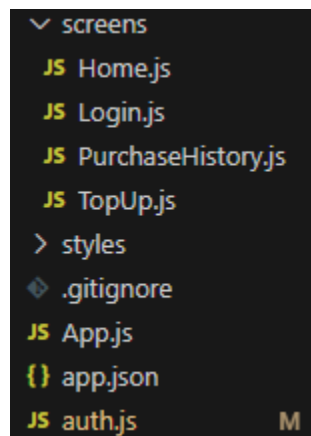 screens
JS Home.js
JS Login.js
JS PurchaseHistory.js
JS TopUp.js
styles
.gitignore
JS App.js
{} app.json
JS auth.js M